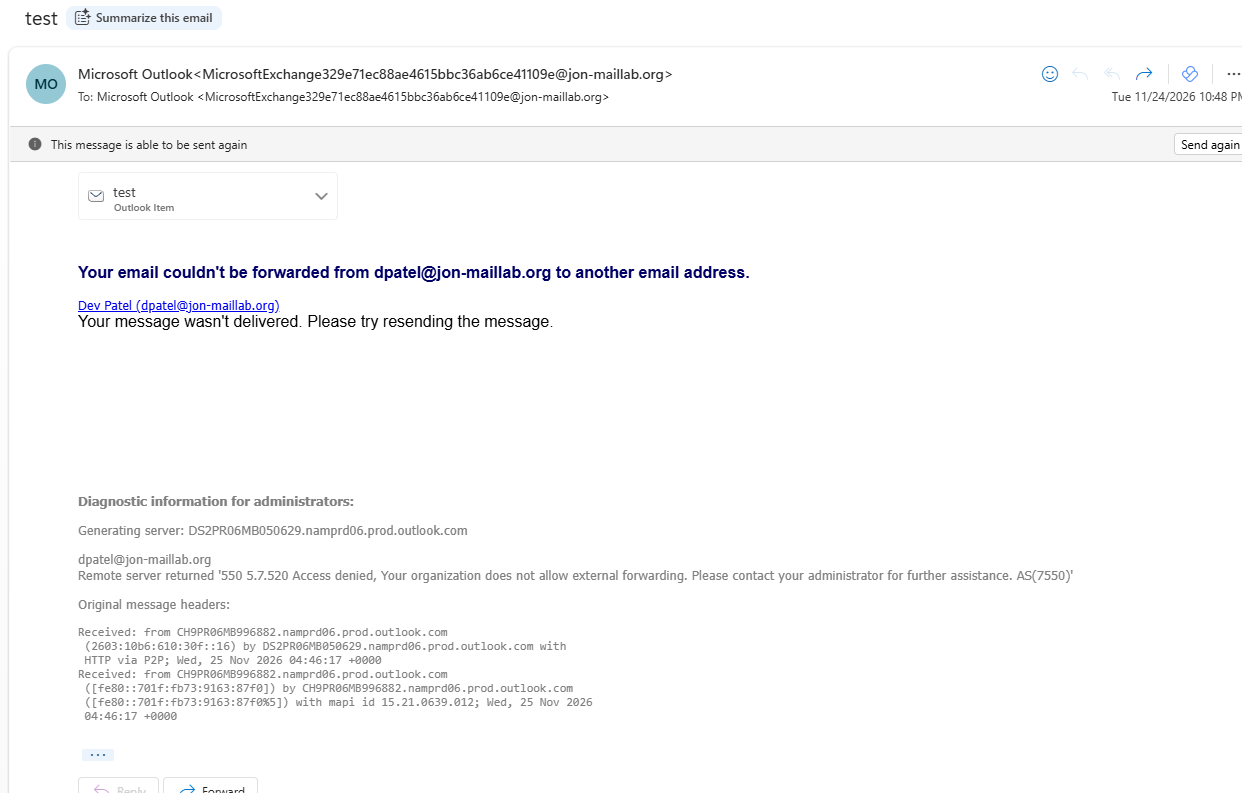 test
Summarize this email
MO
Microsoft Outlook<MicrosoftExchange329e71ec88ae4615bbc36ab6ce41109e@jon-maillab.org>
To: Microsoft Outlook <MicrosoftExchange329e71ec88ae4615bbc36ab6ce41109e@jon-maillab.org>
Tue 11/24/2026 10:48 PM
This message is able to be sent again
Send again
test
Outlook Item
Your email couldn't be forwarded from dpatel@jon-maillab.org to another email address.
Dev Patel (dpatel@jon-maillab.org)
Your message wasn't delivered. Please try resending the message.
Diagnostic information for administrators:
Generating server: DS2PR06MB050629.namprd06.prod.outlook.com
dpatel@jon-maillab.org
Remote server returned '550 5.7.520 Access denied, Your organization does not allow external forwarding. Please contact your administrator for further assistance. AS(7550)'
Original message headers:
Received: from CH9PR06MB996882.namprd06.prod.outlook.com
(2603:10b6:610:30f::16) by DS2PR06MB050629.namprd06.prod.outlook.com with
HTTP via P2P; Wed, 25 Nov 2026 04:46:17 +0000
Received: from CH9PR06MB996882.namprd06.prod.outlook.com
([fe80::701f:fb73:9163:87f0]) by CH9PR06MB996882.namprd06.prod.outlook.com
([fe80::701f:fb73:9163:87f0%5]) with mapi id 15.21.0639.012; Wed, 25 Nov 2026
04:46:17 +0000
Reply
Forward